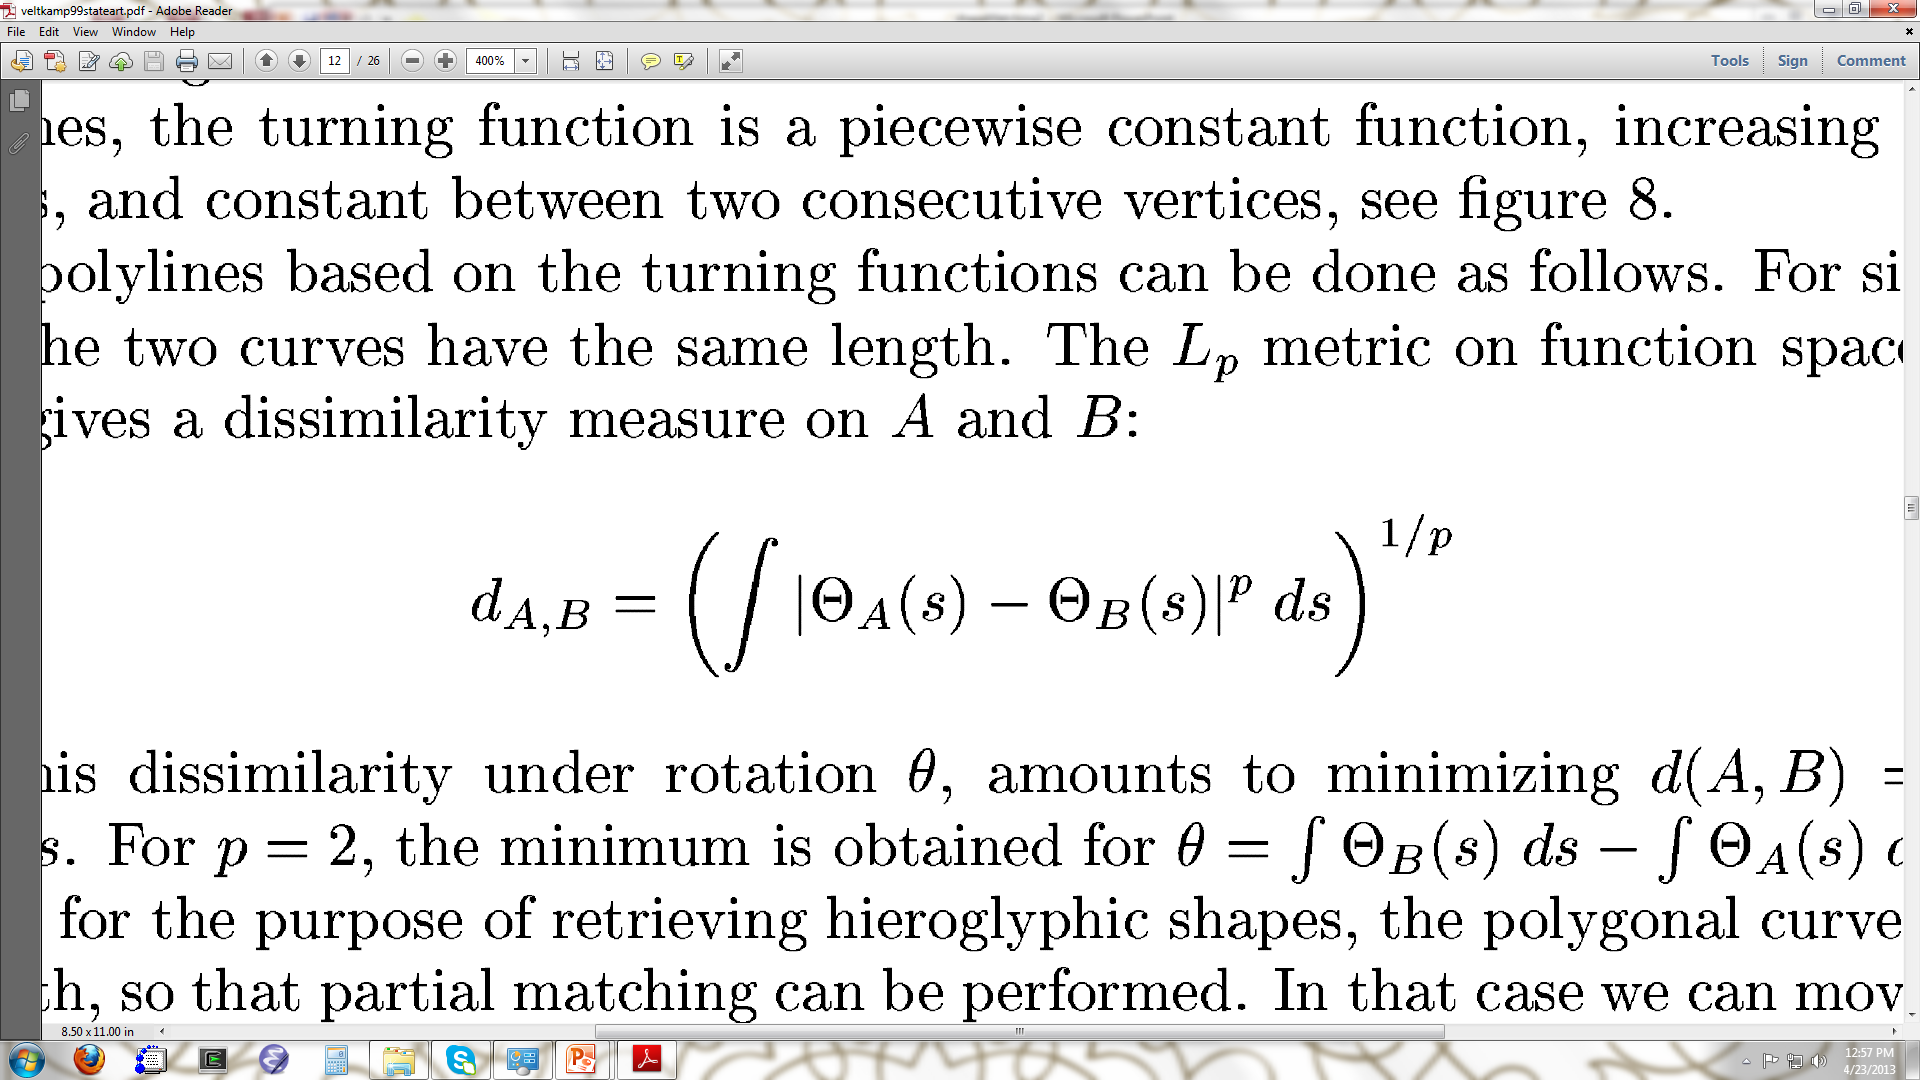 veltkamp99stateart.pdf - Adobe Reader
File Edit View Window Help
12 / 26 400% Tools Sign Comment
nes, the turning function is a piecewise constant function, increasing
s, and constant between two consecutive vertices, see figure 8.
polylines based on the turning functions can be done as follows. For si
he two curves have the same length. The L_p metric on function space
gives a dissimilarity measure on A and B:
d_{A,B} = ( ∫ |Θ_A(s) − Θ_B(s)|^p ds )^{1/p}
his dissimilarity under rotation θ, amounts to minimizing d(A, B) =
s. For p = 2, the minimum is obtained for θ = ∫ Θ_B(s) ds − ∫ Θ_A(s) d
for the purpose of retrieving hieroglyphic shapes, the polygonal curve
th, so that partial matching can be performed. In that case we can mov
8.50 x 11.00 in
12:57 PM
4/23/2013